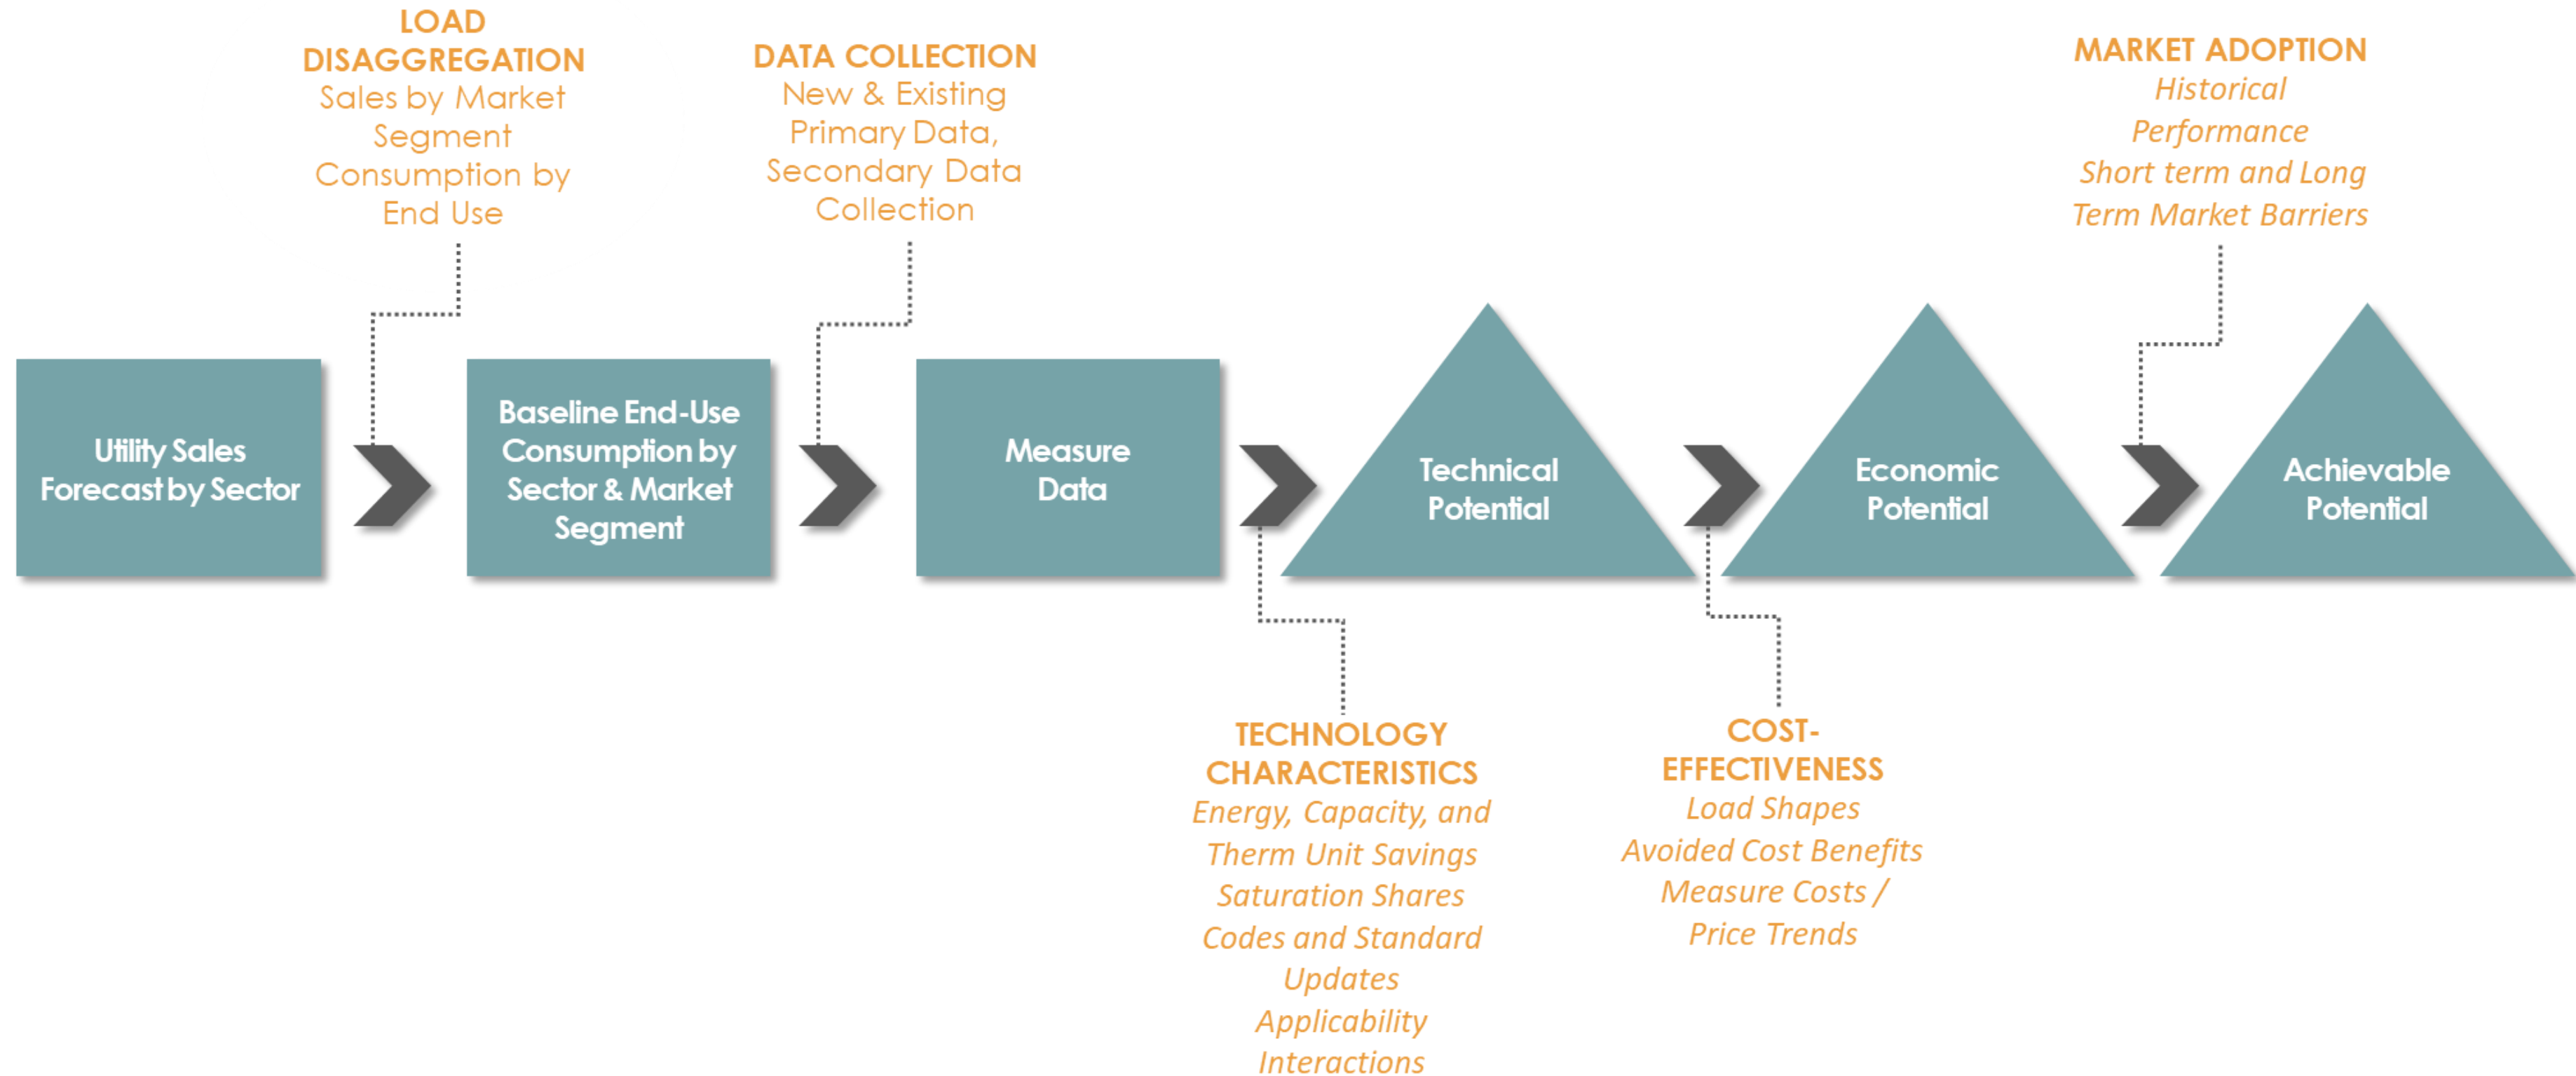 LOAD
DISAGGREGATION
Sales by Market
Segment
Consumption by
End Use
DATA COLLECTION
New & Existing
Primary Data,
Secondary Data
Collection
MARKET ADOPTION
Historical
Performance
Short term and Long
Term Market Barriers
Utility Sales
Forecast by Sector
Baseline End-Use
Consumption by
Sector & Market
Segment
Measure
Data
Technical
Potential
Economic
Potential
Achievable
Potential
TECHNOLOGY
CHARACTERISTICS
Energy, Capacity, and
Therm Unit Savings
Saturation Shares
Codes and Standard
Updates
Applicability
Interactions
COST-
EFFECTIVENESS
Load Shapes
Avoided Cost Benefits
Measure Costs /
Price Trends